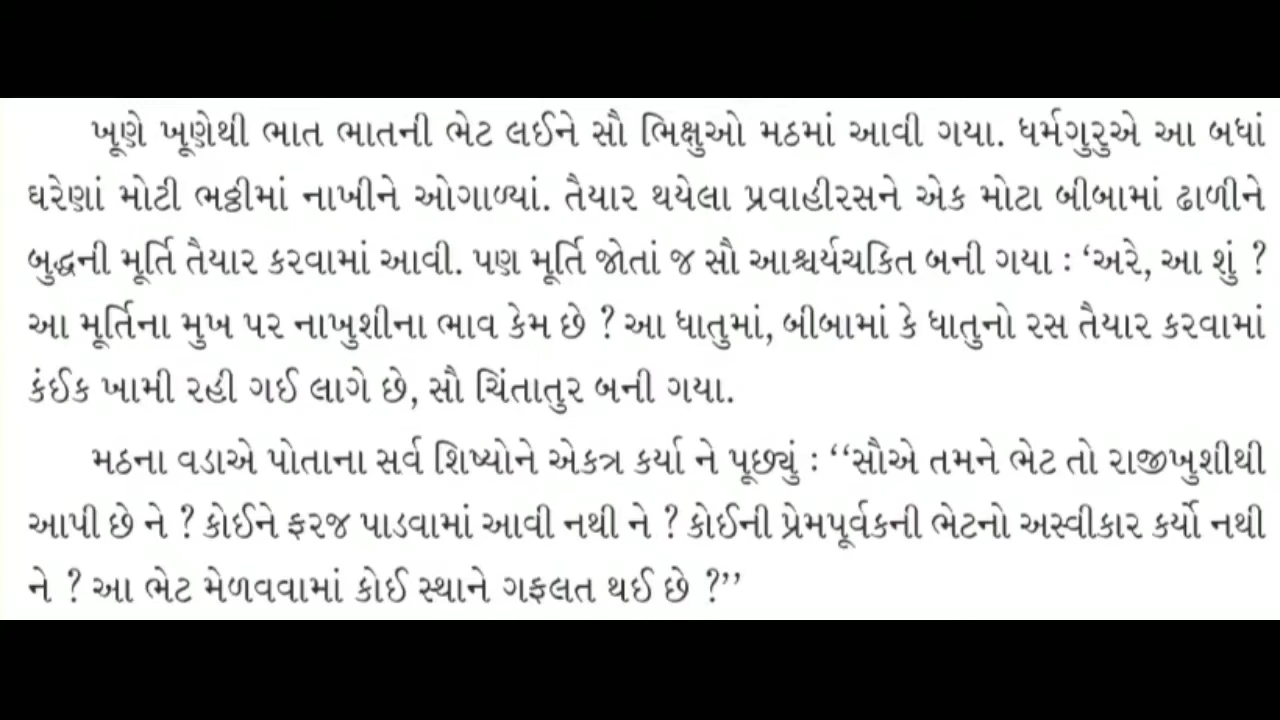 ખૂણે ખૂણેથી ભાત ભાતની ભેટ લઈને સૌ ભિક્ષુઓ મઠમાં આવી ગયા. ધર્મગુરુએ આ બધાં
ઘરેણાં મોટી ભઠ્ઠીમાં નાખીને ઓગાળ્યાં. તૈયાર થયેલા પ્રવાહીરસને એક મોટા બીબામાં ઢાળીને
બુદ્ધની મૂર્તિ તૈયાર કરવામાં આવી. પણ મૂર્તિ જોતાં જ સૌ આશ્ચર્યચકિત બની ગયા : ‘અરે, આ શું ?
આ મૂર્તિના મુખ પર નાખુશીના ભાવ કેમ છે ? આ ધાતુમાં, બીબામાં કે ધાતુનો રસ તૈયાર કરવામાં
કંઈક ખામી રહી ગઈ લાગે છે, સૌ ચિંતાતુર બની ગયા.
મઠના વડાએ પોતાના સર્વ શિષ્યોને એકત્ર કર્યા ને પૂછ્યું : ‘‘સૌએ તમને ભેટ તો રાજીખુશીથી
આપી છે ને ? કોઈને ફરજ પાડવામાં આવી નથી ને ? કોઈની પ્રેમપૂર્વકની ભેટનો અસ્વીકાર કર્યો નથી
ને ? આ ભેટ મેળવવામાં કોઈ સ્થાને ગફલત થઈ છે ?’’